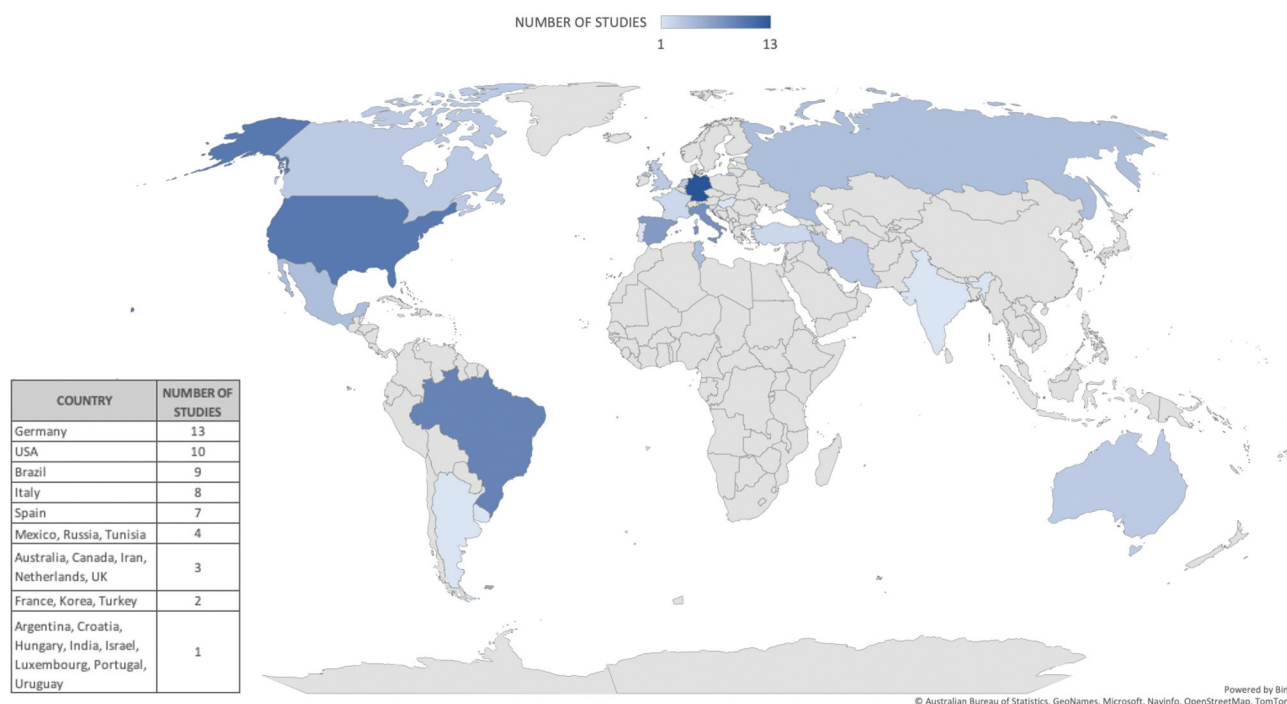 NUMBER OF STUDIES
1 13
COUNTRY NUMBER OF
STUDIES
Germany 13
USA 10
Brazil 9
Italy 8
Spain 7
Mexico, Russia, Tunisia 4
Australia, Canada, Iran,
Netherlands, UK 3
France, Korea, Turkey 2
Argentina, Croatia,
Hungary, India, Israel,
Luxembourg, Portugal,
Uruguay 1
Powered by Bin
© Australian Bureau of Statistics, GeoNames, Microsoft, Navinfo, OpenStreetMap, TomTom